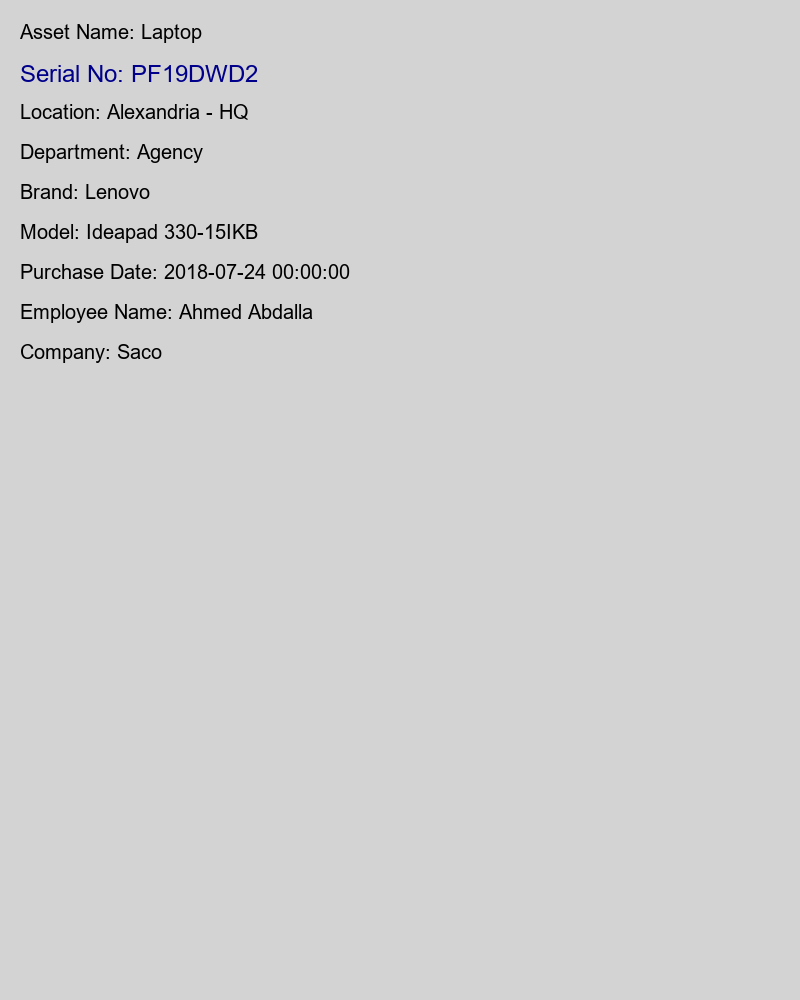 Asset Name: Laptop
Serial No: PF19DWD2
Location: Alexandria - HQ
Department: Agency
Brand: Lenovo
Model: Ideapad 330-15IKB
Purchase Date: 2018-07-24 00:00:00
Employee Name: Ahmed Abdalla
Company: Saco